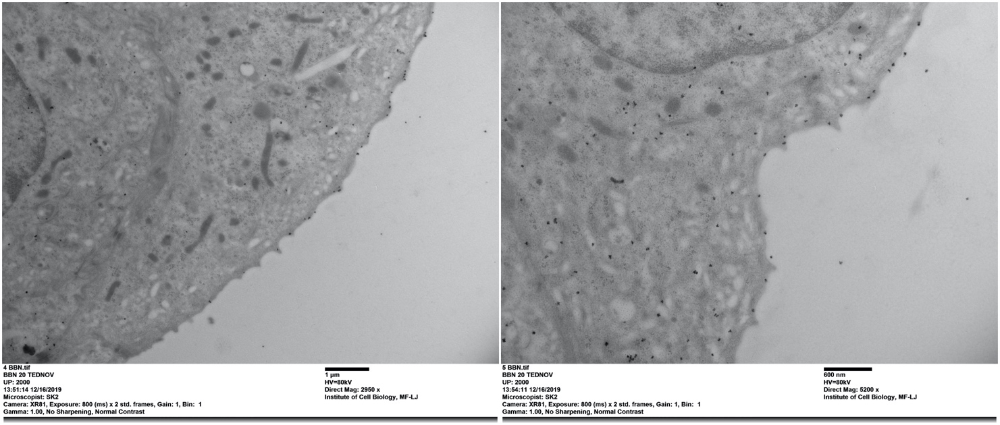 4 BBN.tif
BBN 20 TEDNOV
UP: 2000
13:51:14 12/16/2019
Microscopist: SK2
Camera: XR81, Exposure: 800 (ms) x 2 std. frames, Gain: 1, Bin: 1
Gamma: 1.00, No Sharpening, Normal Contrast
1 µm
HV=80kV
Direct Mag: 2950 x
Institute of Cell Biology, MF-LJ
5 BBN.tif
BBN 20 TEDNOV
UP: 2000
13:54:11 12/16/2019
Microscopist: SK2
Camera: XR81, Exposure: 800 (ms) x 2 std. frames, Gain: 1, Bin: 1
Gamma: 1.00, No Sharpening, Normal Contrast
600 nm
HV=80kV
Direct Mag: 5200 x
Institute of Cell Biology, MF-LJ